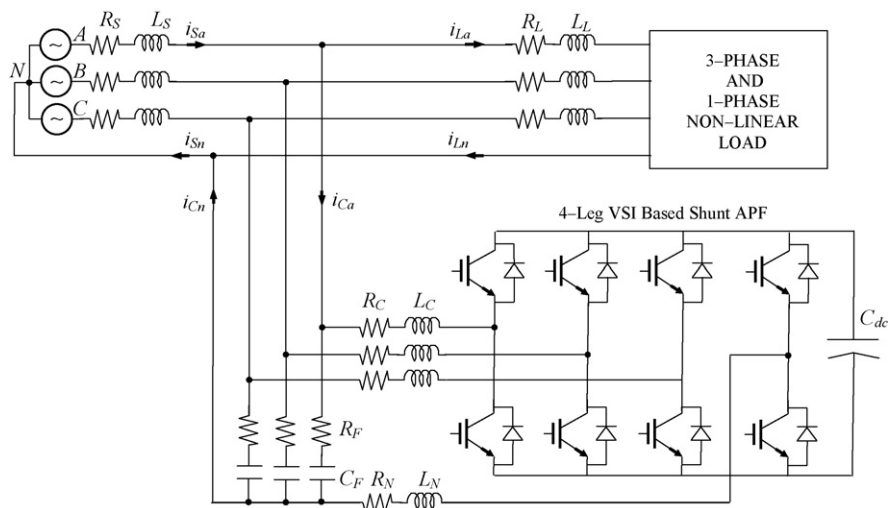 R_S L_S i_Sa i_La R_L L_L
A
N B
C
3–PHASE
AND
1–PHASE
NON–LINEAR
LOAD
i_Sn i_Ln
i_Cn i_Ca
4–Leg VSI Based Shunt APF
R_C L_C
C_dc
R_F
C_F R_N L_N